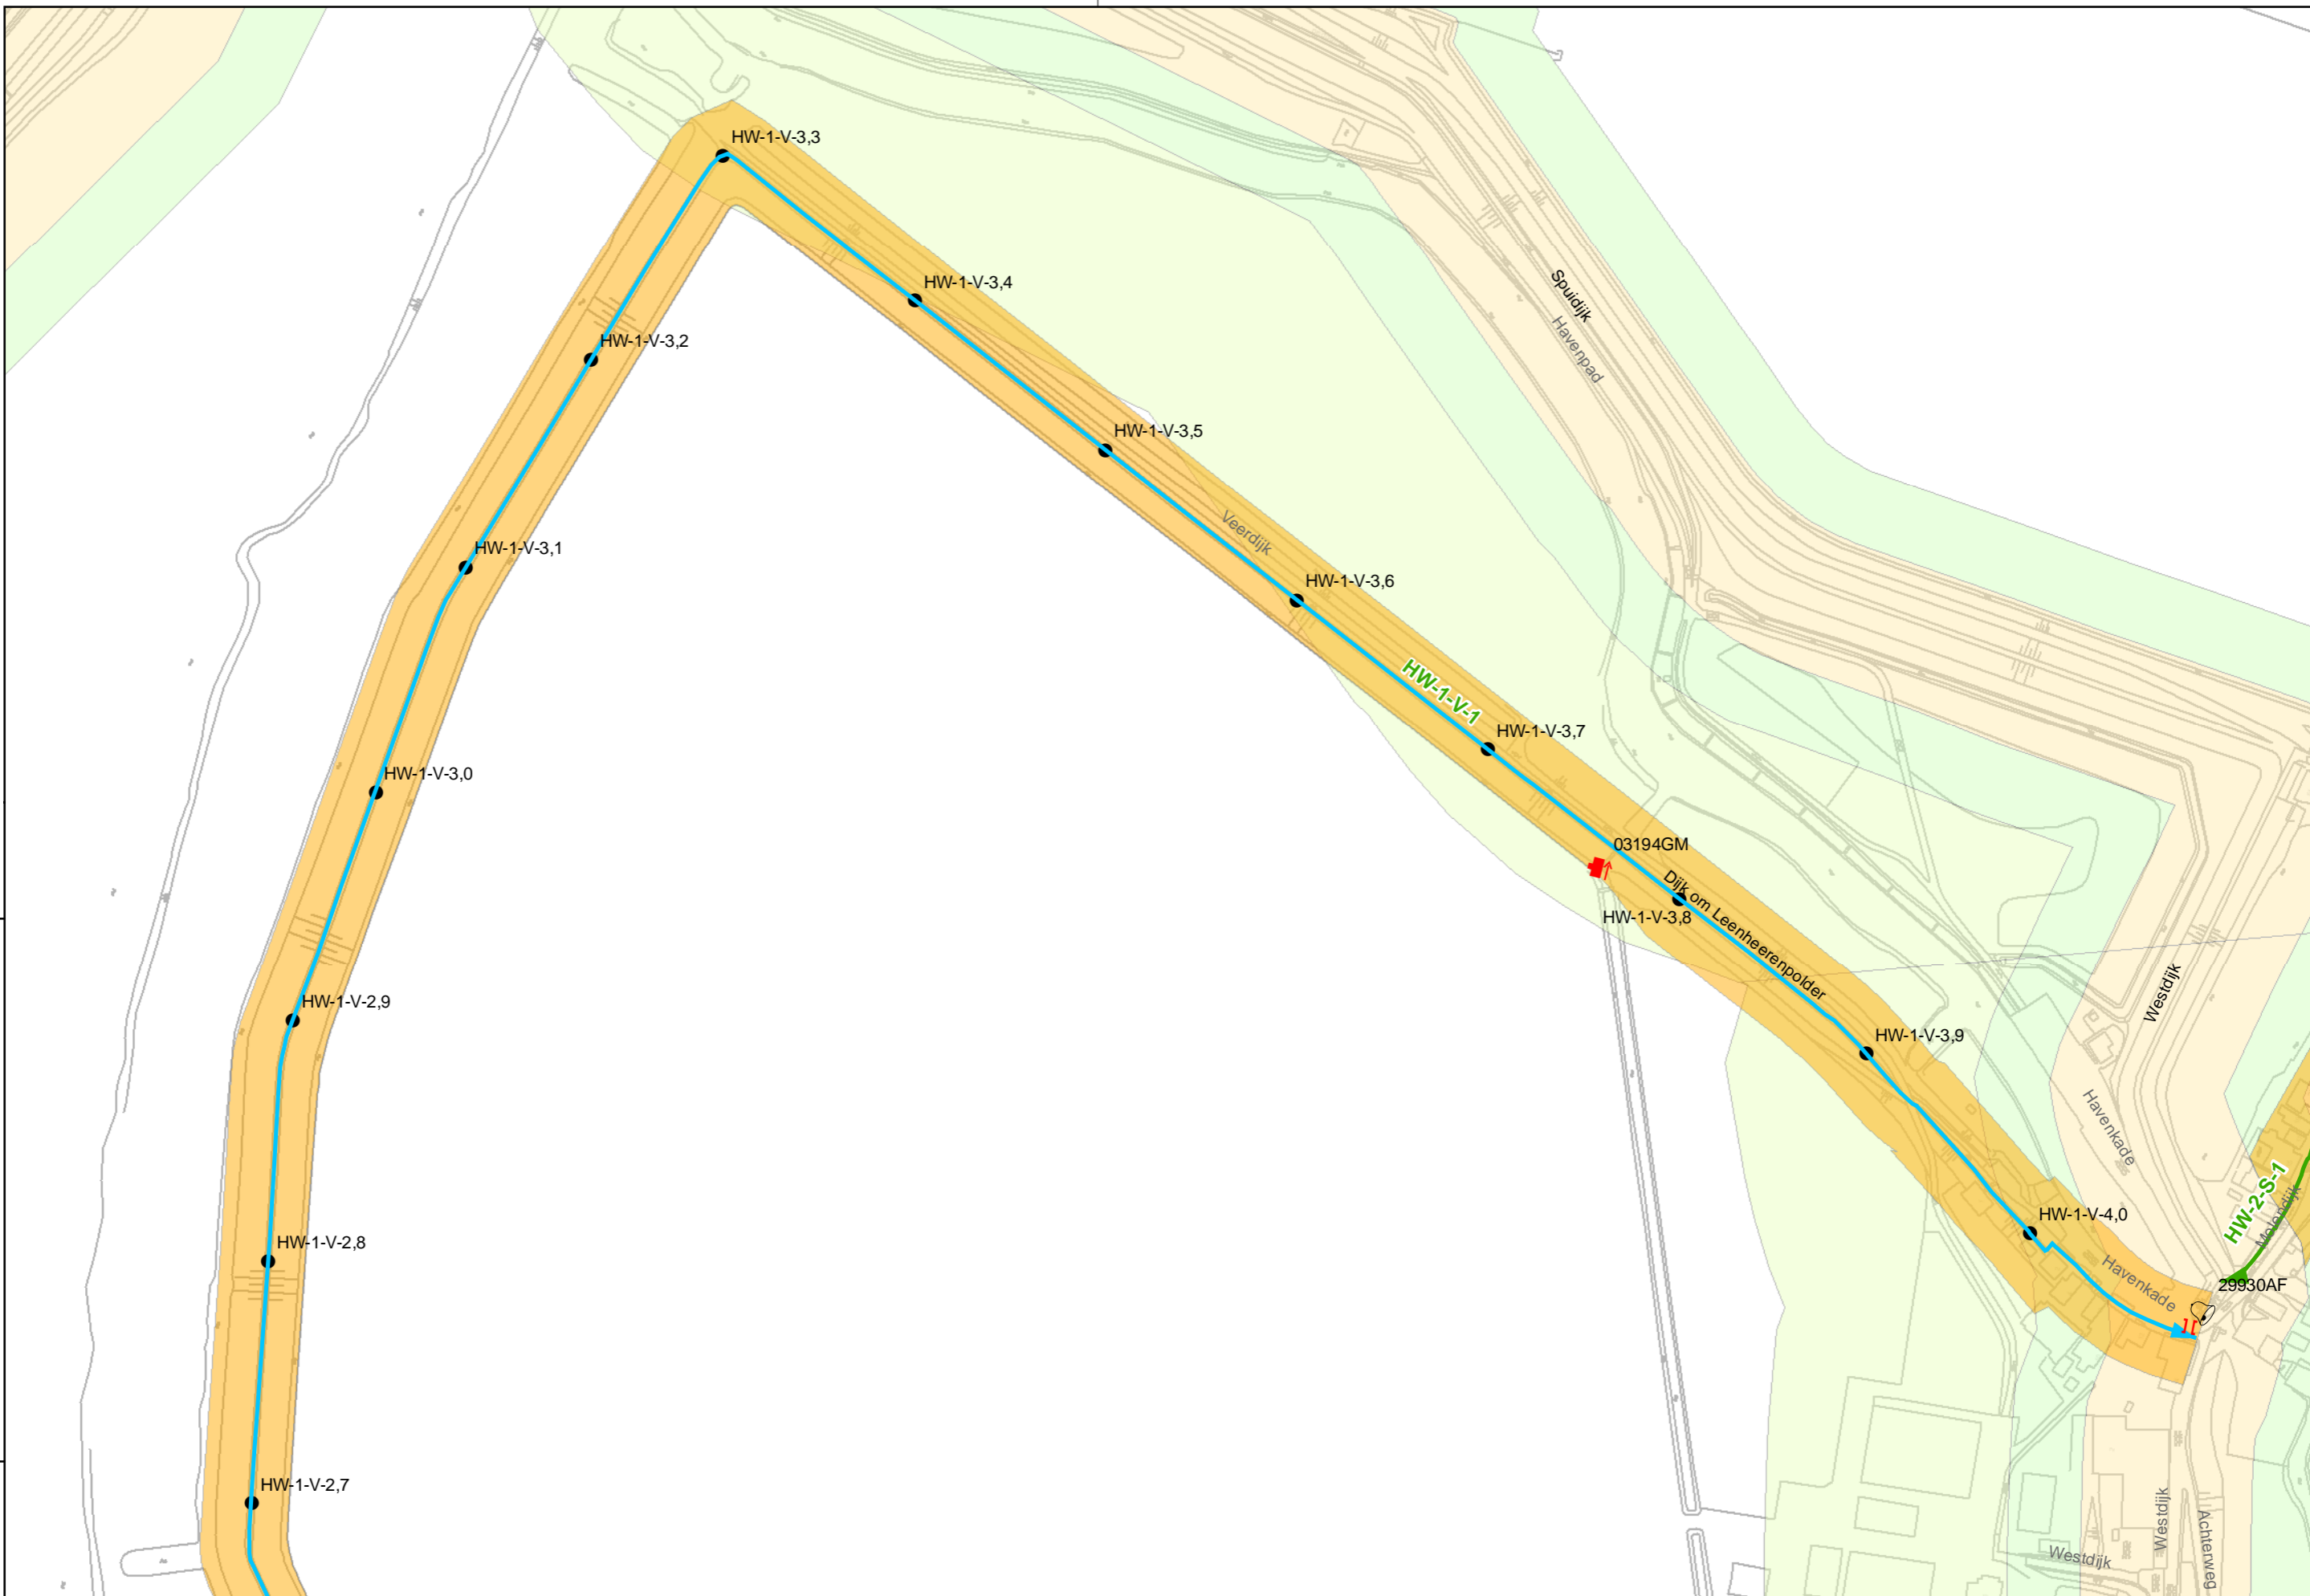 HW-1-V-3,3
HW-1-V-3,4
Spuidijk
Havenpad
HW-1-V-3,2
HW-1-V-3,5
Veerdijk
HW-1-V-3,1
HW-1-V-3,6
HW-1-V-1
HW-1-V-3,7
HW-1-V-3,0
03194GM
Dijk om Leenheerenpolder
HW-1-V-3,8
Westdijk
HW-1-V-2,9
HW-1-V-3,9
Havenkade
HW-2-S-1
Molendijk
HW-1-V-4,0
HW-1-V-2,8
Havenkade
29930AF
HW-1-V-2,7
Westdijk
Achterweg
Westdijk